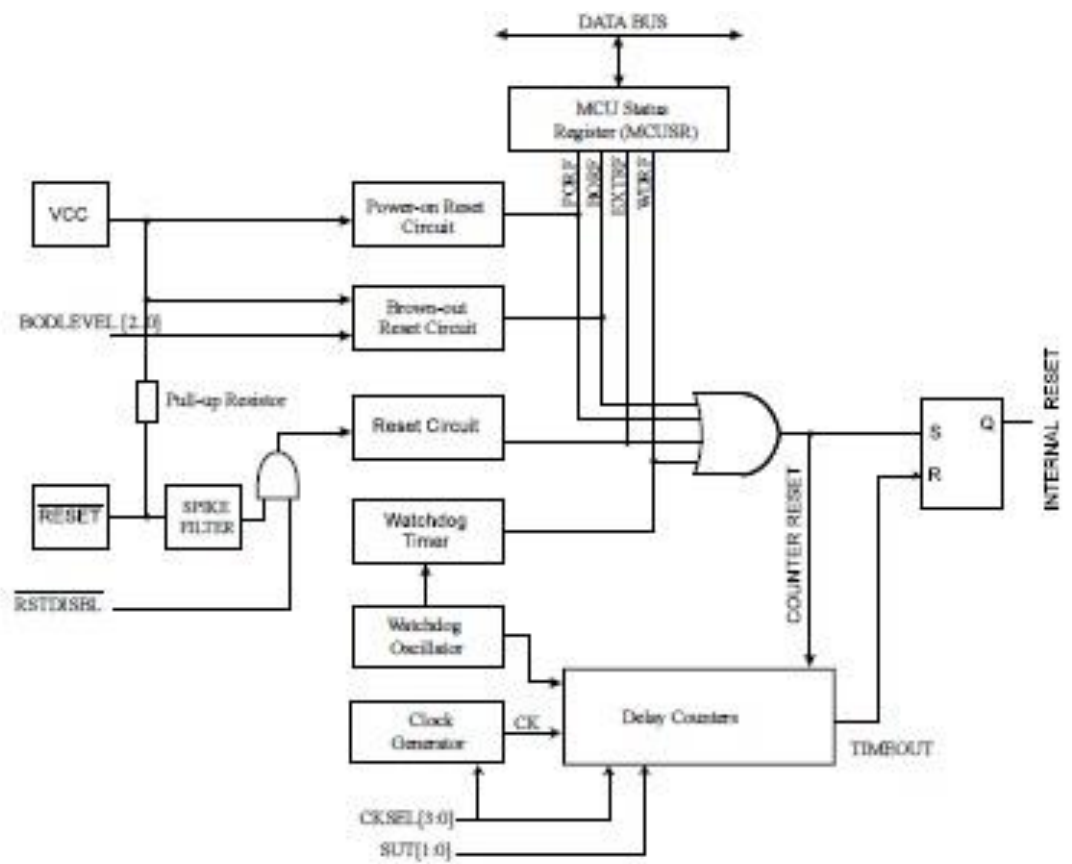 DATA BUS
MCU Status
Register (MCUSR)
PORF
BORF
EXTRF
WDRF
VCC
Power-on Reset
Circuit
Brown-out
Reset Circuit
BODLEVEL [2..0]
Pull-up Resistor
Reset Circuit
RESET
SPIKE
FILTER
RSTDISBL
Watchdog
Timer
Watchdog
Oscillator
Clock
Generator
CK
Delay Counters
TIMEOUT
CKSEL[3:0]
SUT[1:0]
COUNTER RESET
S
Q
R
INTERNAL RESET